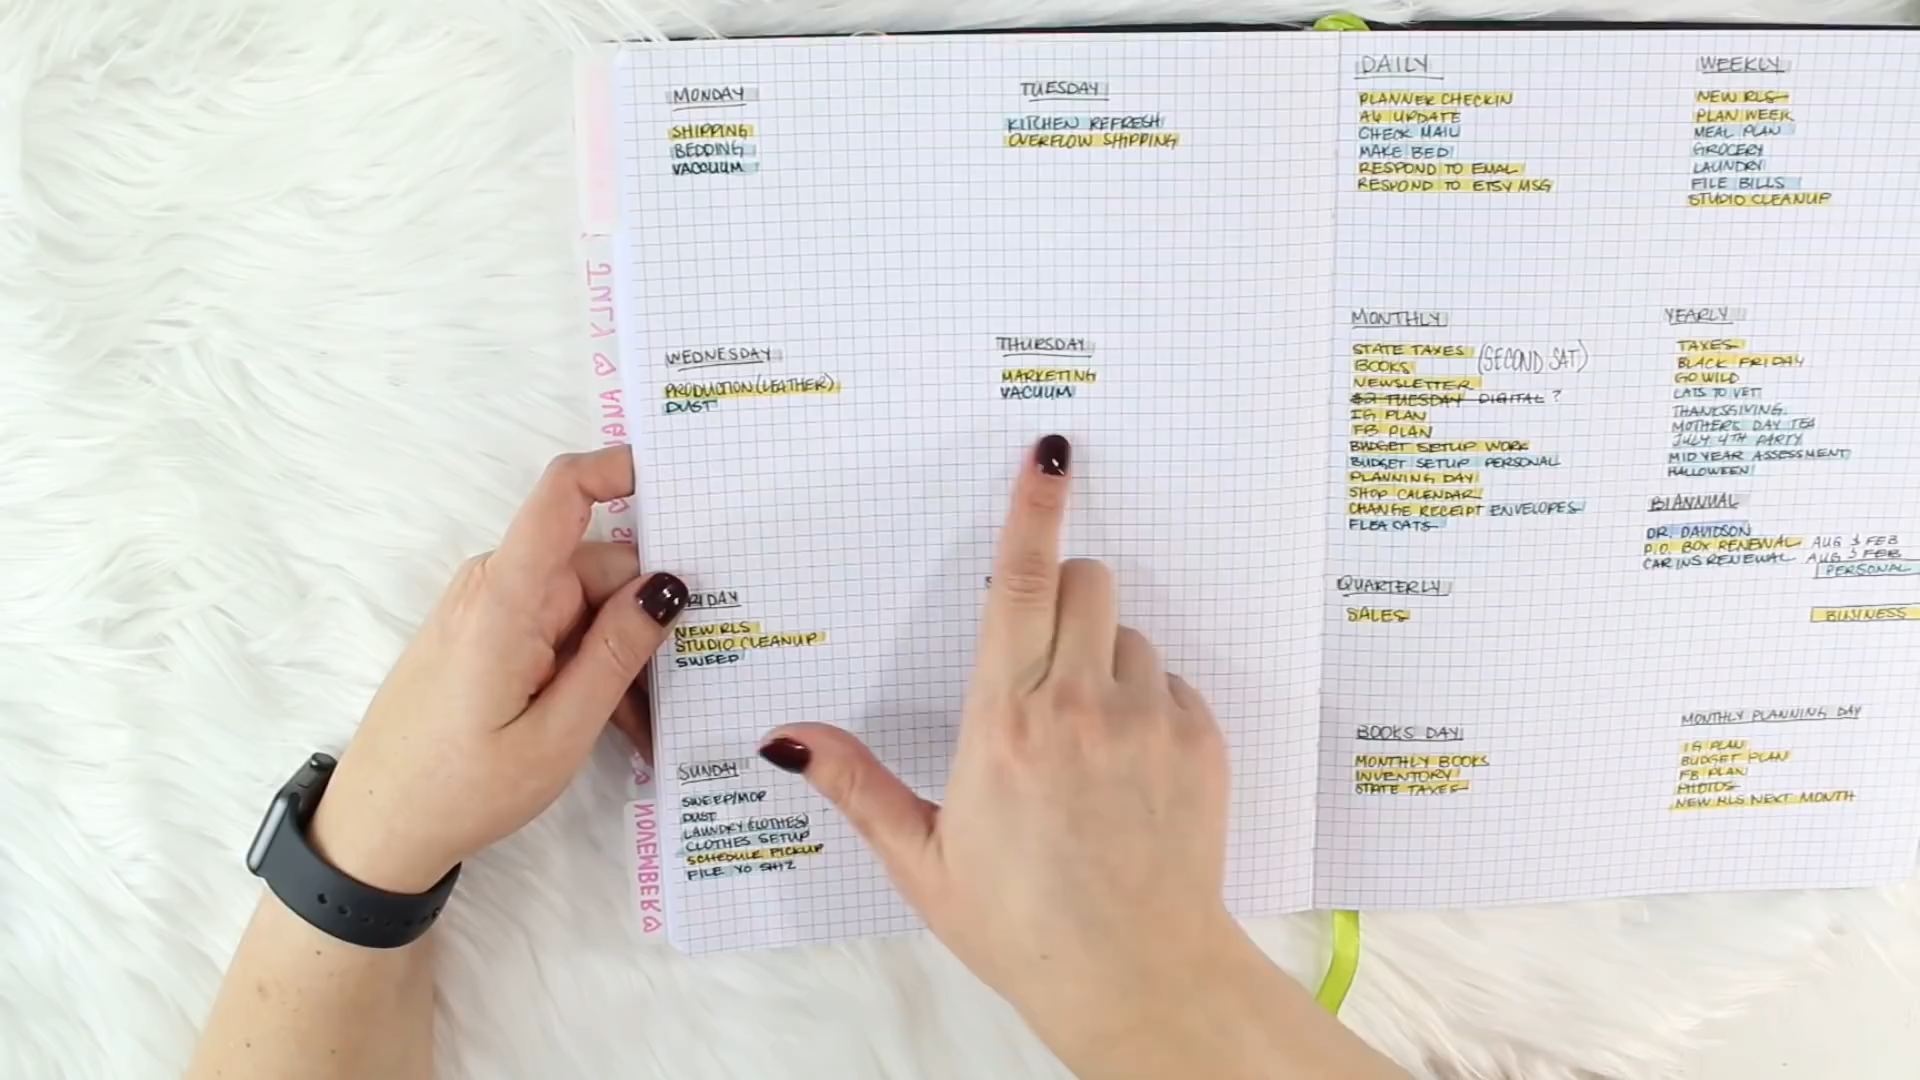 MONDAY
SHIPPING
BEDDING
VACUUM
TUESDAY
KITCHEN REFRESH
OVERFLOW SHIPPING
WEDNESDAY
PRODUCTION (LEATHER)
DUST
THURSDAY
MARKETING
VACUUM
FRIDAY
NEW RLS
STUDIO CLEANUP
SWEEP
S
SUNDAY
SWEEP/MOP
DUST
LAUNDRY (CLOTHES)
CLOTHES SETUP
SCHEDULE PICKUP
FILE YO SHIZ
DAILY
PLANNER CHECKIN
A6 UPDATE
CHECK MAIL
MAKE BED
RESPOND TO EMAL
RESPOND TO ETSY MSG
WEEKLY
NEW RLS
PLAN WEEK
MEAL PLAN
GROCERY
LAUNDRY
FILE BILLS
STUDIO CLEANUP
MONTHLY
STATE TAXES (SECOND SAT)
BOOKS
NEWSLETTER
$2 TUESDAY DIGITAL ?
IG PLAN
FB PLAN
BUDGET SETUP WORK
BUDGET SETUP PERSONAL
PLANNING DAY
SHOP CALENDAR
CHANGE RECEIPT ENVELOPES
FLEA CATS
YEARLY
TAXES
BLACK FRIDAY
GO WILD
CATS TO VET
THANKSGIVING
MOTHERS DAY TEA
JULY 4TH PARTY
MID YEAR ASSESSMENT
HALLOWEEN
BIANNUAL
DR. DAVIDSON
P.O. BOX RENEWAL AUG & FEB
CAR INS RENEWAL AUG & FEB
PERSONAL
BUSINESS
QUARTERLY
SALES
BOOKS DAY
MONTHLY BOOKS
INVENTORY
STATE TAXES
MONTHLY PLANNING DAY
IG PLAN
BUDGET PLAN
FB PLAN
PHOTOS
NEW RLS NEXT MONTH
JULY
NOVEMBER